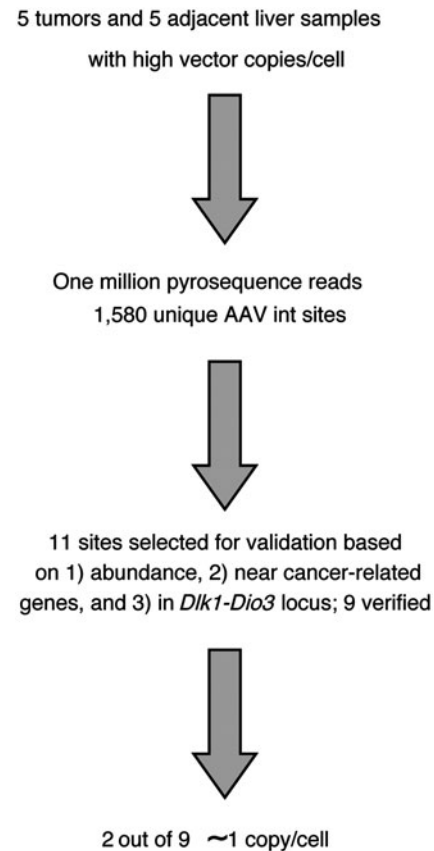 5 tumors and 5 adjacent liver samples
with high vector copies/cell
One million pyrosequence reads
1,580 unique AAV int sites
11 sites selected for validation based
on 1) abundance, 2) near cancer-related
genes, and 3) in Dlk1-Dio3 locus; 9 verified
2 out of 9 ~1 copy/cell